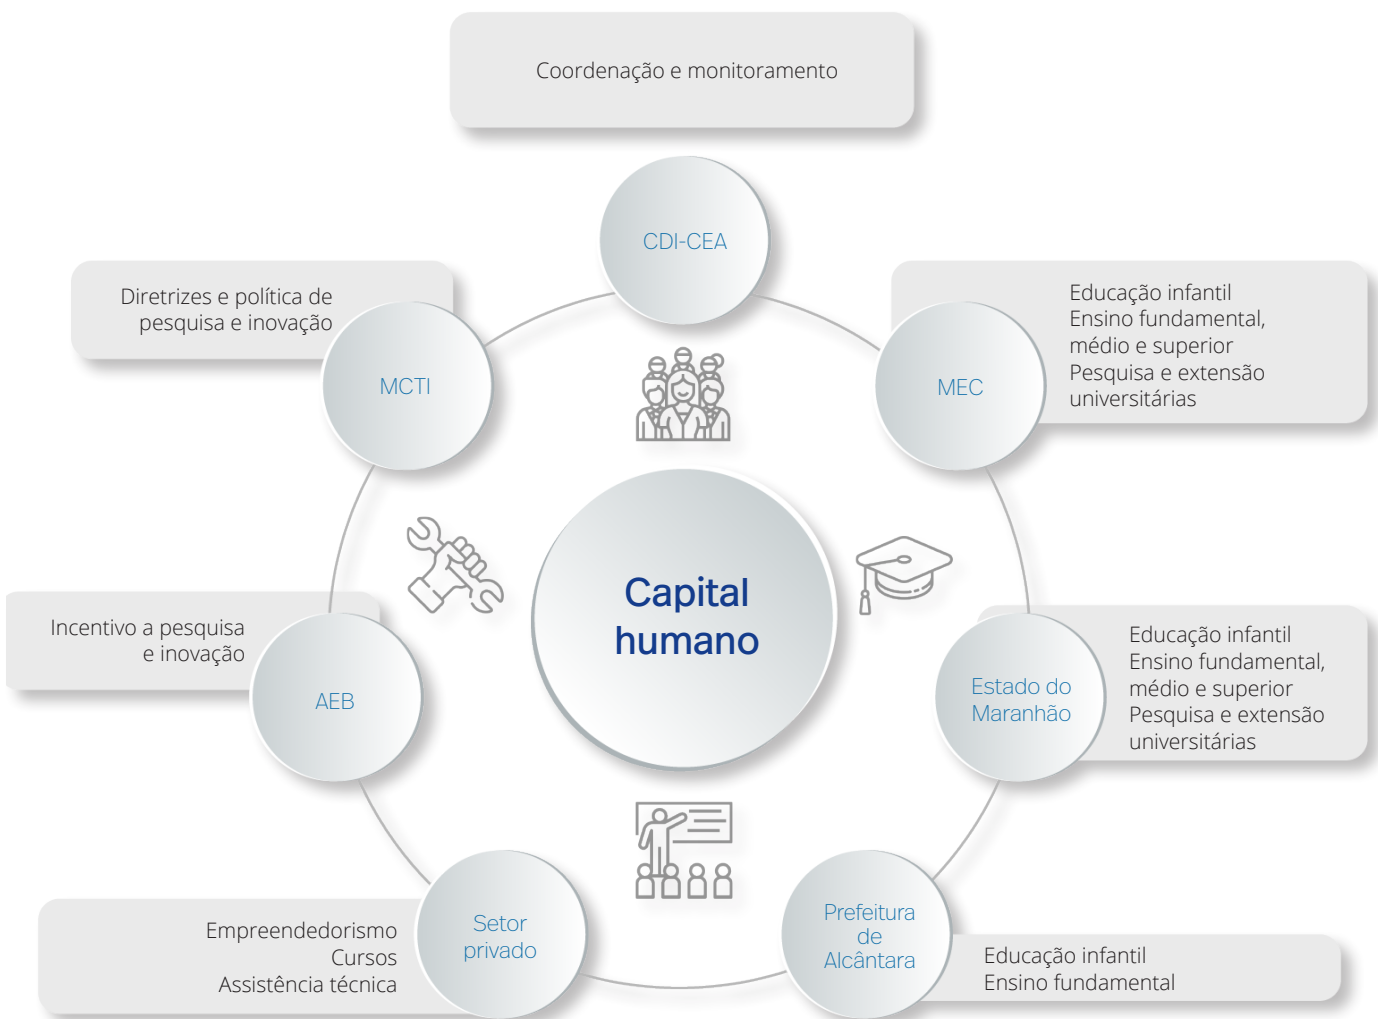 Coordenação e monitoramento
CDI-CEA
Diretrizes e política de
pesquisa e inovação
MCTI
Educação infantil
Ensino fundamental,
médio e superior
Pesquisa e extensão
universitárias
MEC
Capital
humano
Incentivo a pesquisa
e inovação
AEB
Educação infantil
Ensino fundamental,
médio e superior
Pesquisa e extensão
universitárias
Estado do
Maranhão
Empreendedorismo
Cursos
Assistência técnica
Setor
privado
Prefeitura
de
Alcântara
Educação infantil
Ensino fundamental